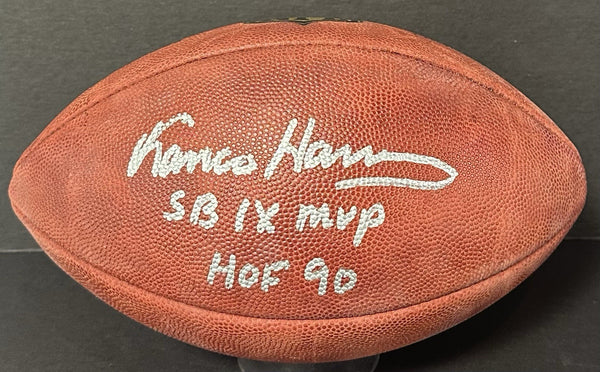 Franco Harris
SB IX MVP
HOF 90